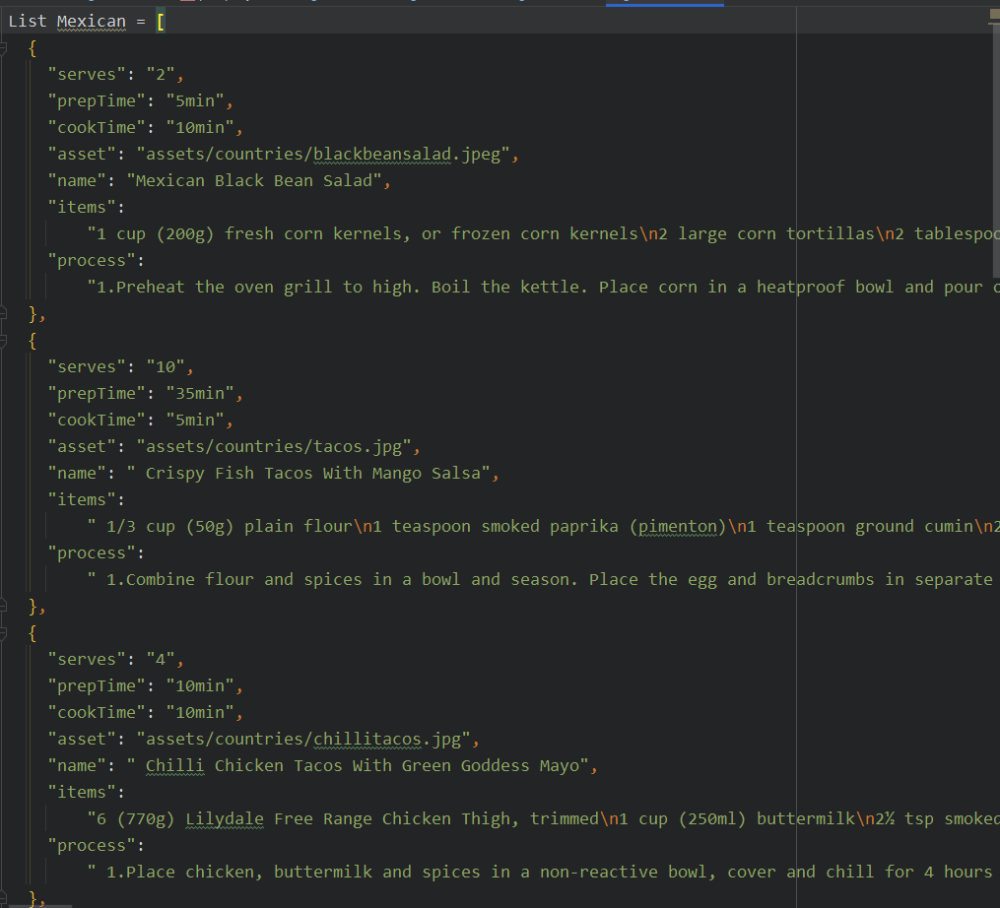 List Mexican = [
{
"serves": "2",
"prepTime": "5min",
"cookTime": "10min",
"asset": "assets/countries/blackbeansalad.jpeg",
"name": "Mexican Black Bean Salad",
"items":
"1 cup (200g) fresh corn kernels, or frozen corn kernels\n2 large corn tortillas\n2 tablespoo
"process":
"1.Preheat the oven grill to high. Boil the kettle. Place corn in a heatproof bowl and pour
},
{
"serves": "10",
"prepTime": "35min",
"cookTime": "5min",
"asset": "assets/countries/tacos.jpg",
"name": " Crispy Fish Tacos With Mango Salsa",
"items":
" 1/3 cup (50g) plain flour\n1 teaspoon smoked paprika (pimenton)\n1 teaspoon ground cumin\n2
"process":
" 1.Combine flour and spices in a bowl and season. Place the egg and breadcrumbs in separate
},
{
"serves": "4",
"prepTime": "10min",
"cookTime": "10min",
"asset": "assets/countries/chillitacos.jpg",
"name": " Chilli Chicken Tacos With Green Goddess Mayo",
"items":
"6 (770g) Lilydale Free Range Chicken Thigh, trimmed\n1 cup (250ml) buttermilk\n2½ tsp smoked
"process":
" 1.Place chicken, buttermilk and spices in a non-reactive bowl, cover and chill for 4 hours
},